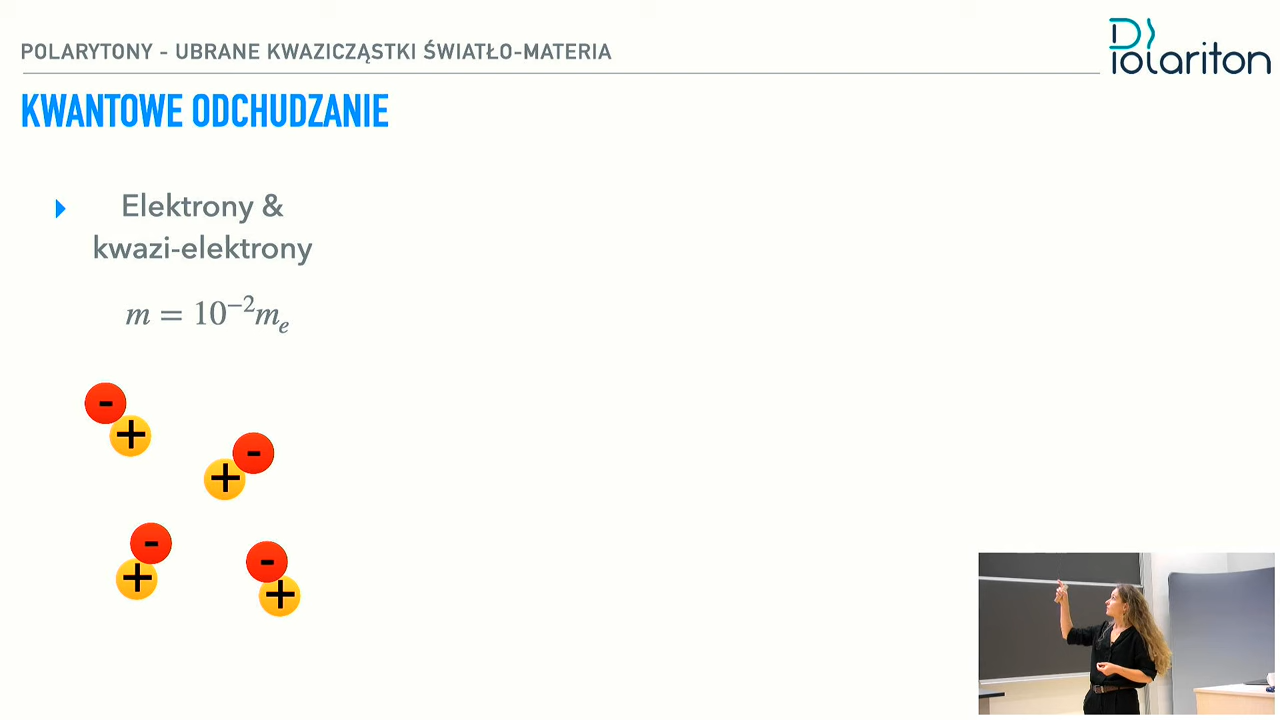 POLARYTONY - UBRANE KWAZICZĄSTKI ŚWIATŁO-MATERIA
Polariton
KWANTOWE ODCHUDZANIE
Elektrony &
kwazi-elektrony
m = 10⁻²mₑ
-
+
-
+
-
+
-
+